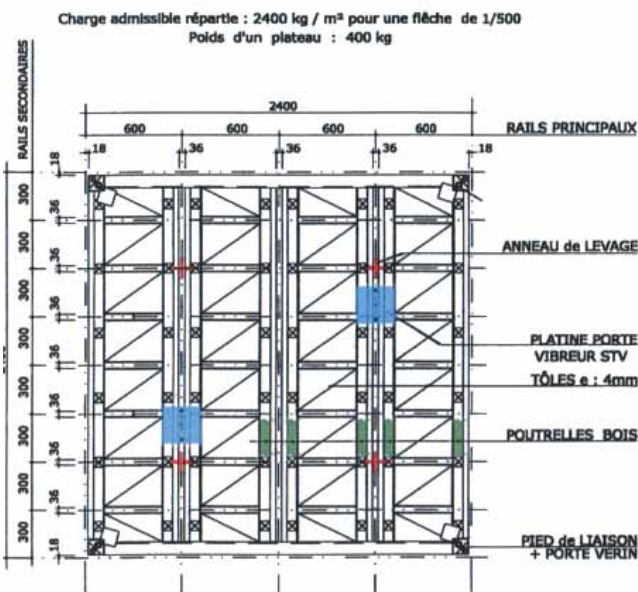 Charge admissible répartie : 2400 kg / m² pour une flêche de 1/500
Poids d'un plateau : 400 kg
RAILS SECONDAIRES
2400
600 600 600 600
RAILS PRINCIPAUX
18 36 36 36 18
18
300
36
300
36
ANNEAU de LEVAGE
300
36
300
PLATINE PORTE
VIBREUR STV
36
300
TÔLES e : 4mm
36
300
POUTRELLES BOIS
36
300
36
300
PIED de LIAISON
+ PORTE VERIN
18